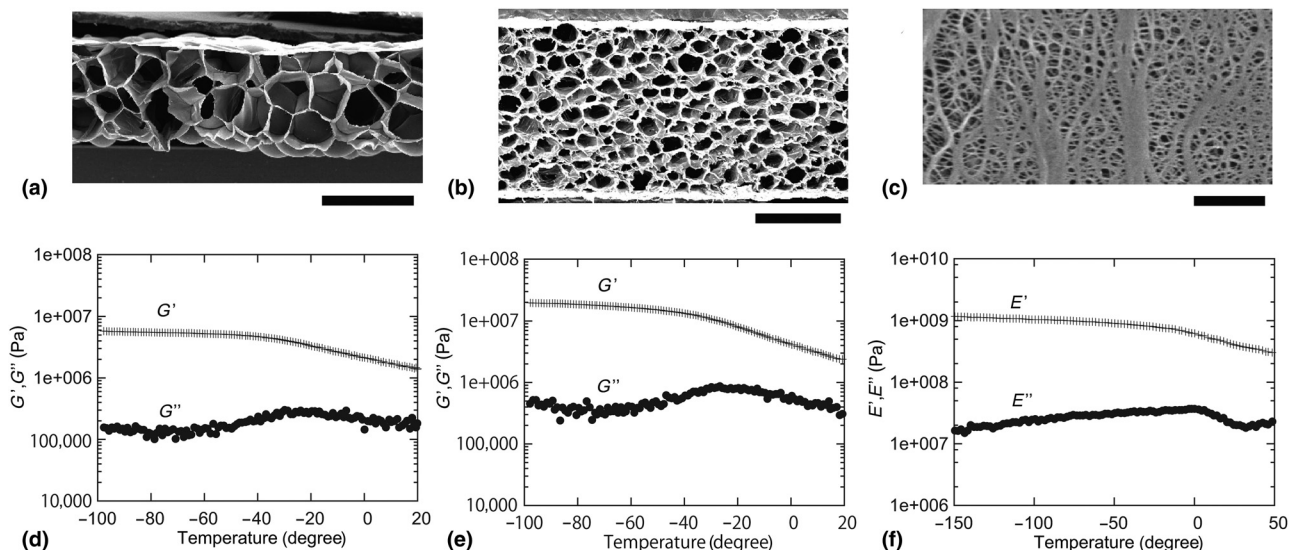 (a)
(b)
(c)
1e+008
1e+007
1e+006
100,000
10,000
G', G'' (Pa)
G'
G''
−100
−80
−60
−40
−20
0
20
Temperature (degree)
(d)
1e+008
1e+007
1e+006
100,000
10,000
G', G'' (Pa)
G'
G''
−100
−80
−60
−40
−20
0
20
Temperature (degree)
(e)
1e+010
1e+009
1e+008
1e+007
1e+006
E', E'' (Pa)
E'
E''
−150
−100
−50
0
50
Temperature (degree)
(f)